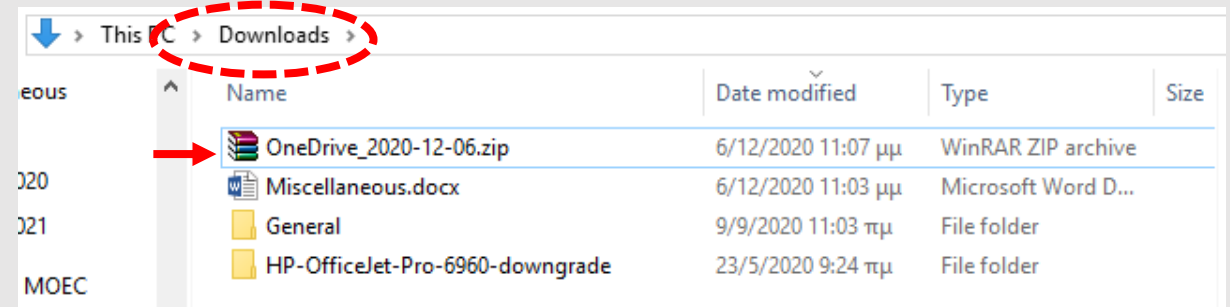 This PC > Downloads >
eous
Name Date modified Type Size
OneDrive_2020-12-06.zip 6/12/2020 11:07 μμ WinRAR ZIP archive
020 Miscellaneous.docx 6/12/2020 11:03 μμ Microsoft Word D...
021 General 9/9/2020 11:03 πμ File folder
HP-OfficeJet-Pro-6960-downgrade 23/5/2020 9:24 πμ File folder
MOEC